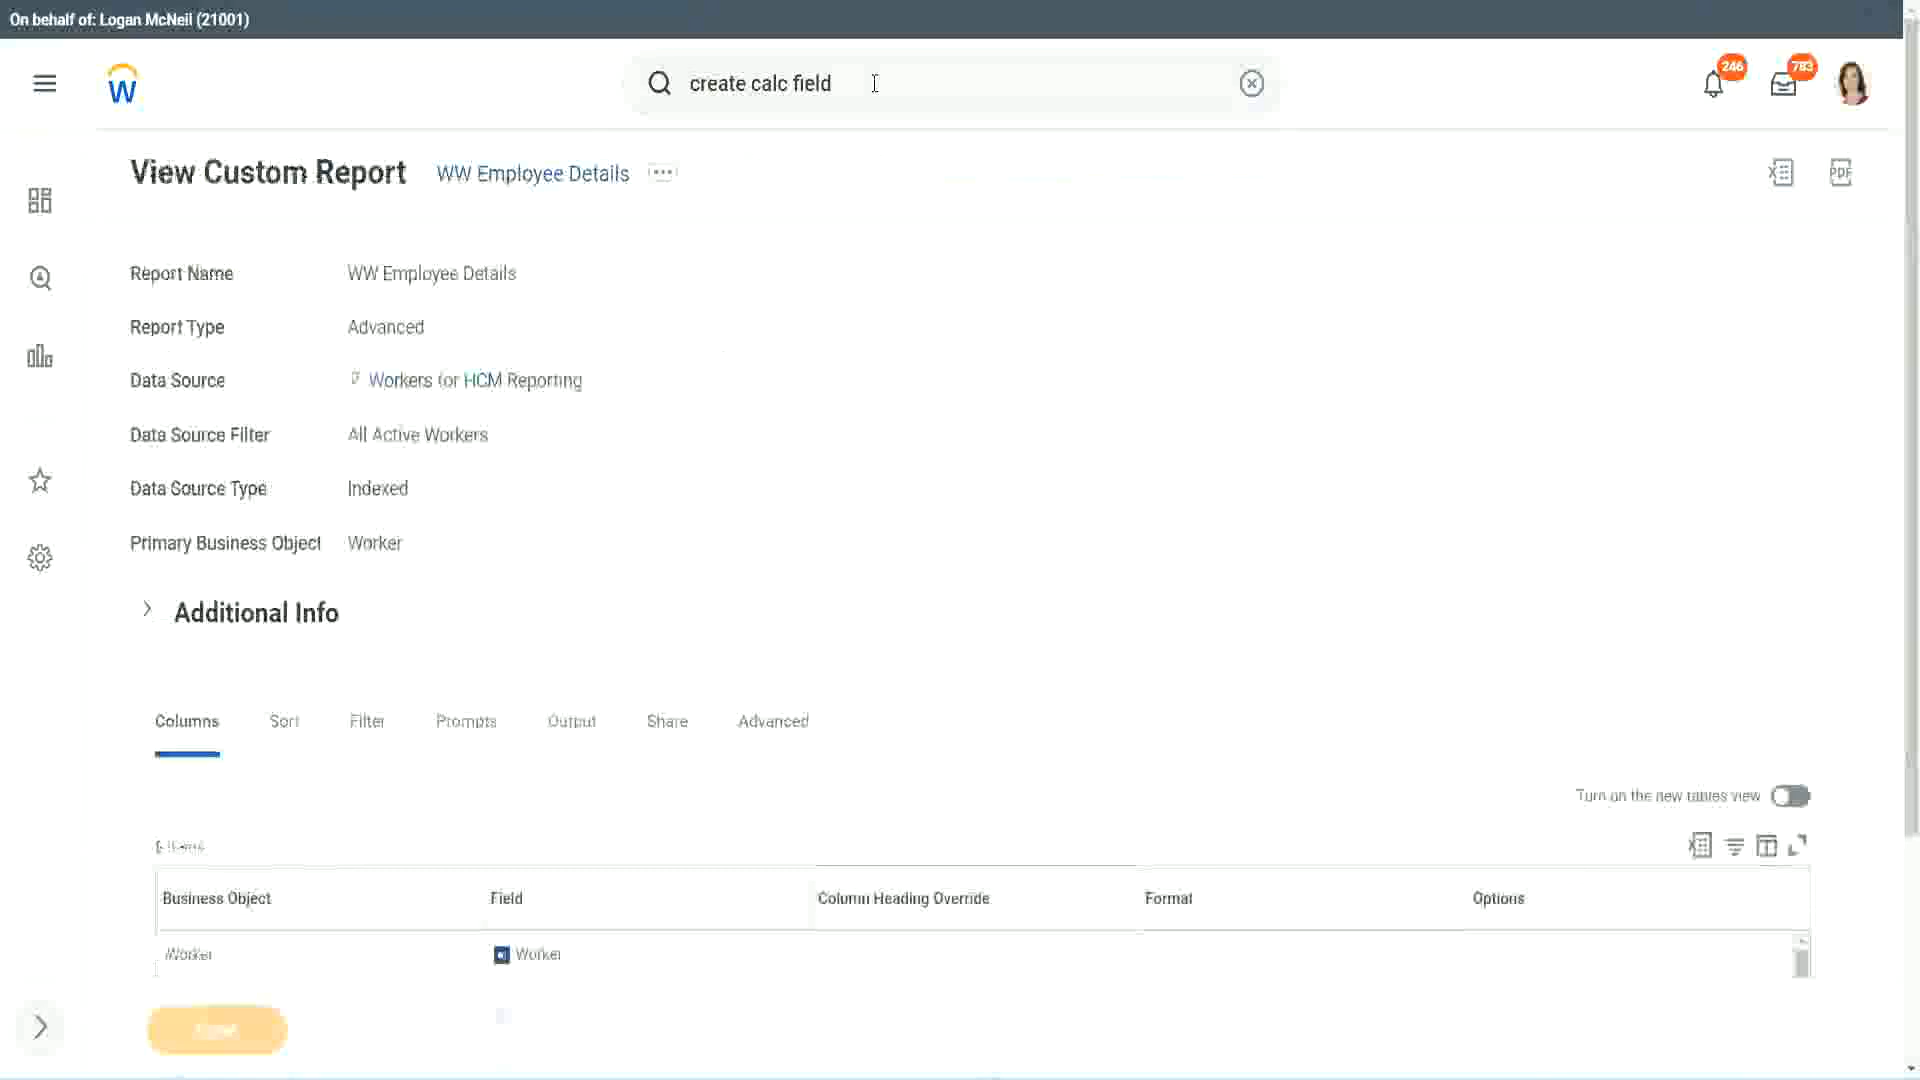 On behalf of: Logan McNeil (21001)
W
create calc field
246
783
View Custom Report WW Employee Details
PDF
Report Name WW Employee Details
Report Type Advanced
Data Source Workers for HCM Reporting
Data Source Filter All Active Workers
Data Source Type Indexed
Primary Business Object Worker
Additional Info
Columns Sort Filter Prompts Output Share Advanced
Turn on the new tables view
Business Object Field Column Heading Override Format Options
Worker Worker